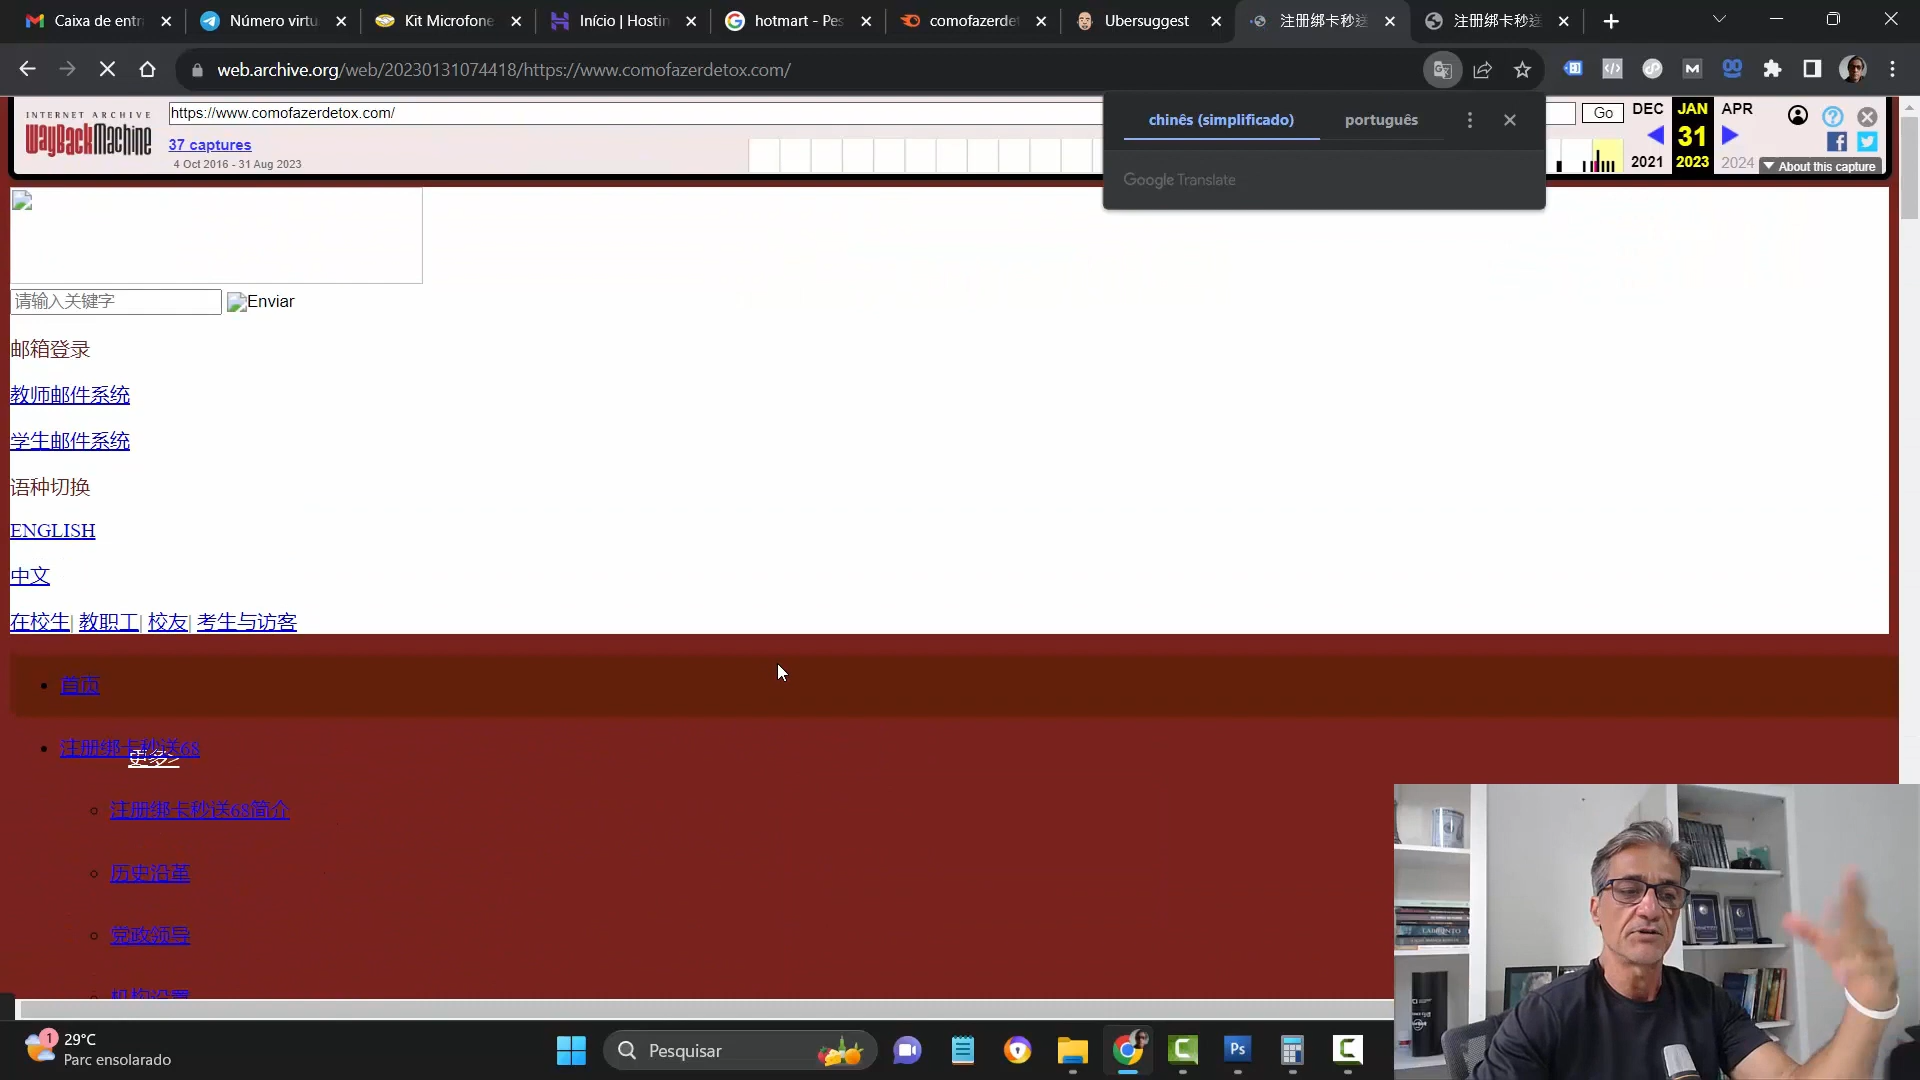 Caixa de entr
Número virtu
Kit Microfone
Início | Hostin
hotmart - Pes
comofazerdet
Ubersuggest
注册绑卡秒送
注册绑卡秒送
web.archive.org/web/20230131074418/https://www.comofazerdetox.com/
INTERNET ARCHIVE
WayBackMachine
https://www.comofazerdetox.com/
Go
DEC JAN APR
37 captures
31
4 Oct 2016 - 31 Aug 2023
2021 2023 2024
About this capture
chinês (simplificado) português
Google Translate
请输入关键字 Enviar
邮箱登录
教师邮件系统
学生邮件系统
语种切换
ENGLISH
中文
在校生| 教职工| 校友| 考生与访客
首页
注册绑卡秒送68
更多>
注册绑卡秒送68简介
历史沿革
党政领导
机构设置
1
29°C
Parc ensolarado
Pesquisar
Ps